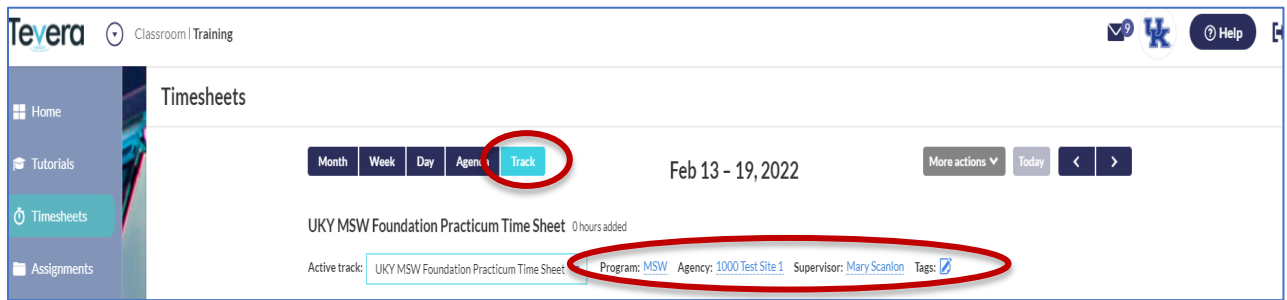 Tevera
Classroom | Training
9
UK
Help
Home
Tutorials
Timesheets
Assignments
Timesheets
Month Week Day Agenda Track
Feb 13 – 19, 2022
More actions Today < >
UKY MSW Foundation Practicum Time Sheet 0 hours added
Active track: UKY MSW Foundation Practicum Time Sheet Program: MSW Agency: 1000 Test Site 1 Supervisor: Mary Scanlon Tags: